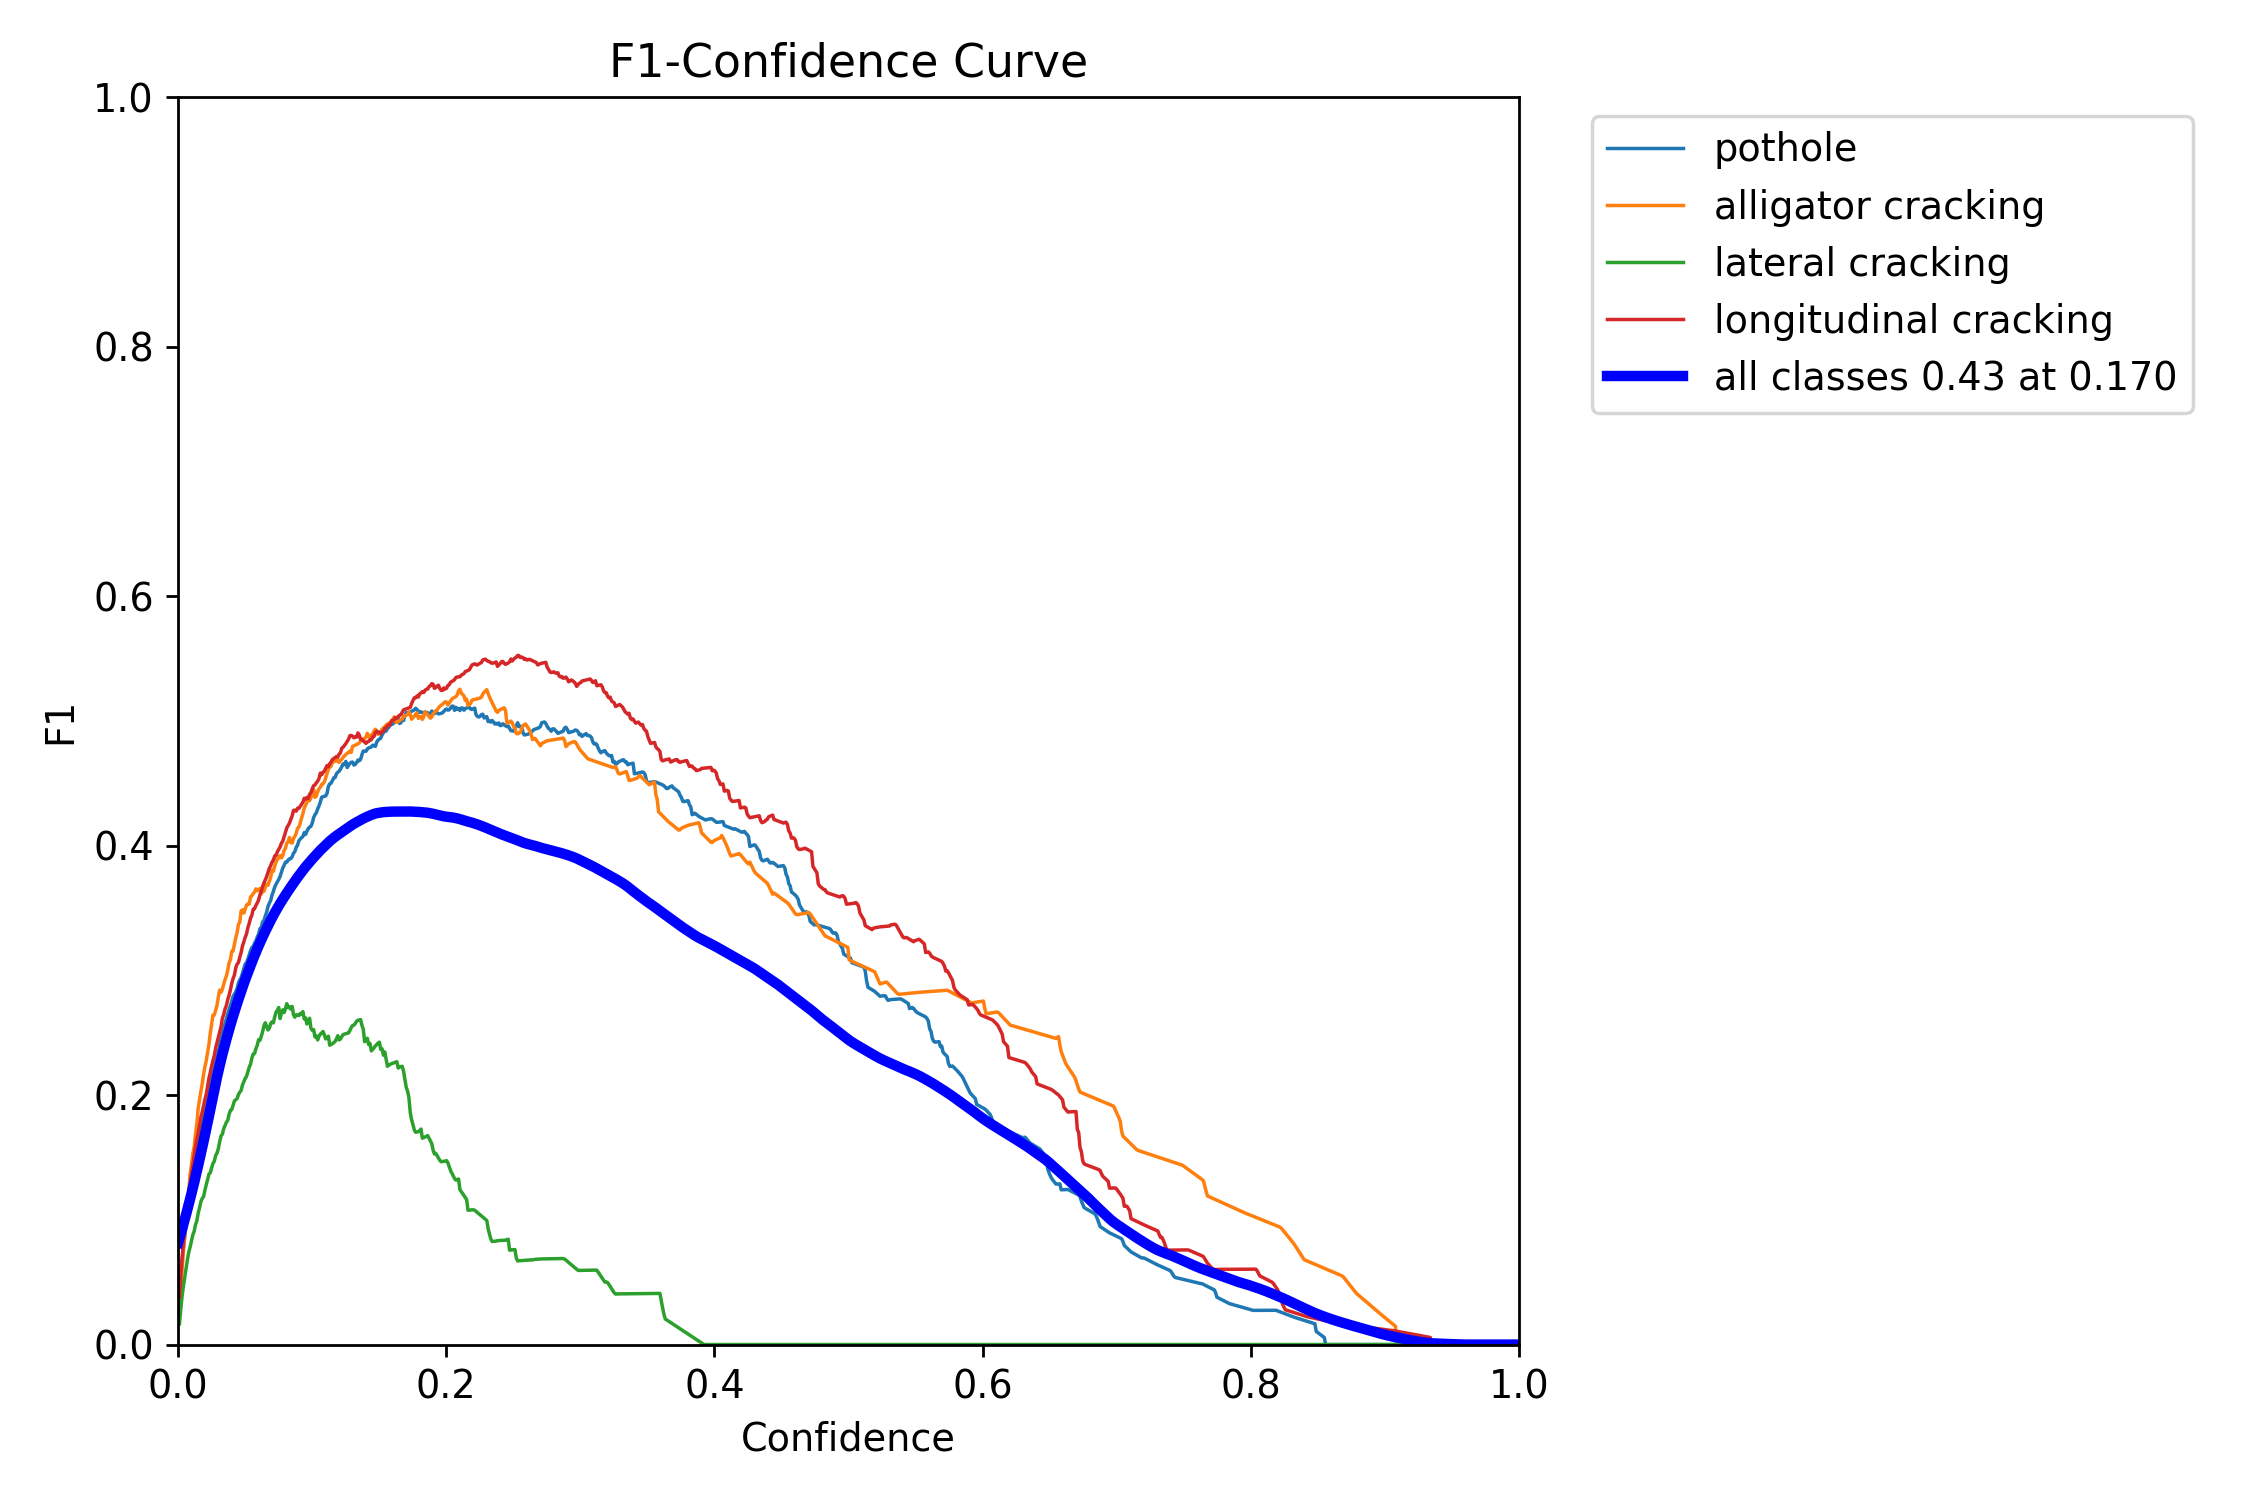 F1-Confidence Curve
1.0
0.8
0.6
0.4
0.2
0.0
F1
0.0 0.2 0.4 0.6 0.8 1.0
Confidence
pothole
alligator cracking
lateral cracking
longitudinal cracking
all classes 0.43 at 0.170